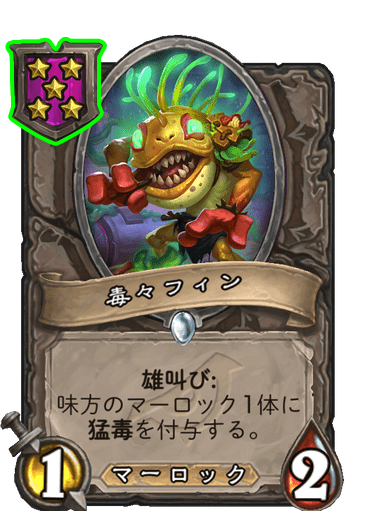 毒々フィン
雄叫び:
味方のマーロック1体に
猛毒を付与する。
1
マーロック
2